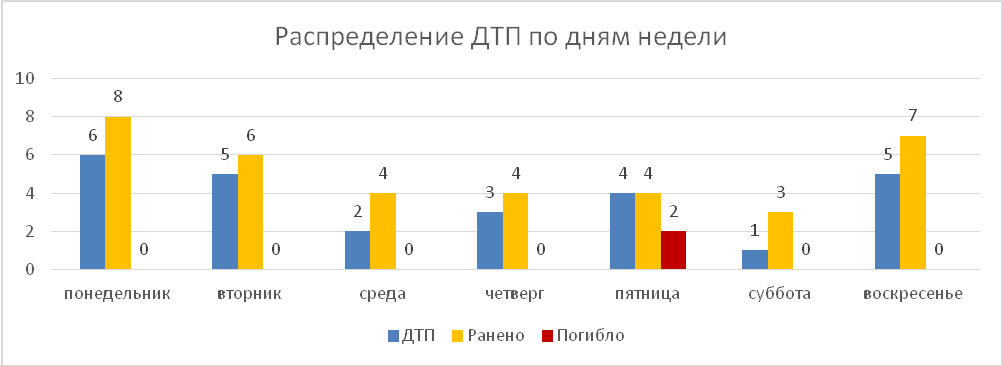 Распределение ДТП по дням недели
10
8
6
4
2
0
6 8 0
5 6 0
2 4 0
3 4 0
4 4 2
1 3 0
5 7 0
понедельник вторник среда четверг пятница суббота воскресенье
ДТП Ранено Погибло